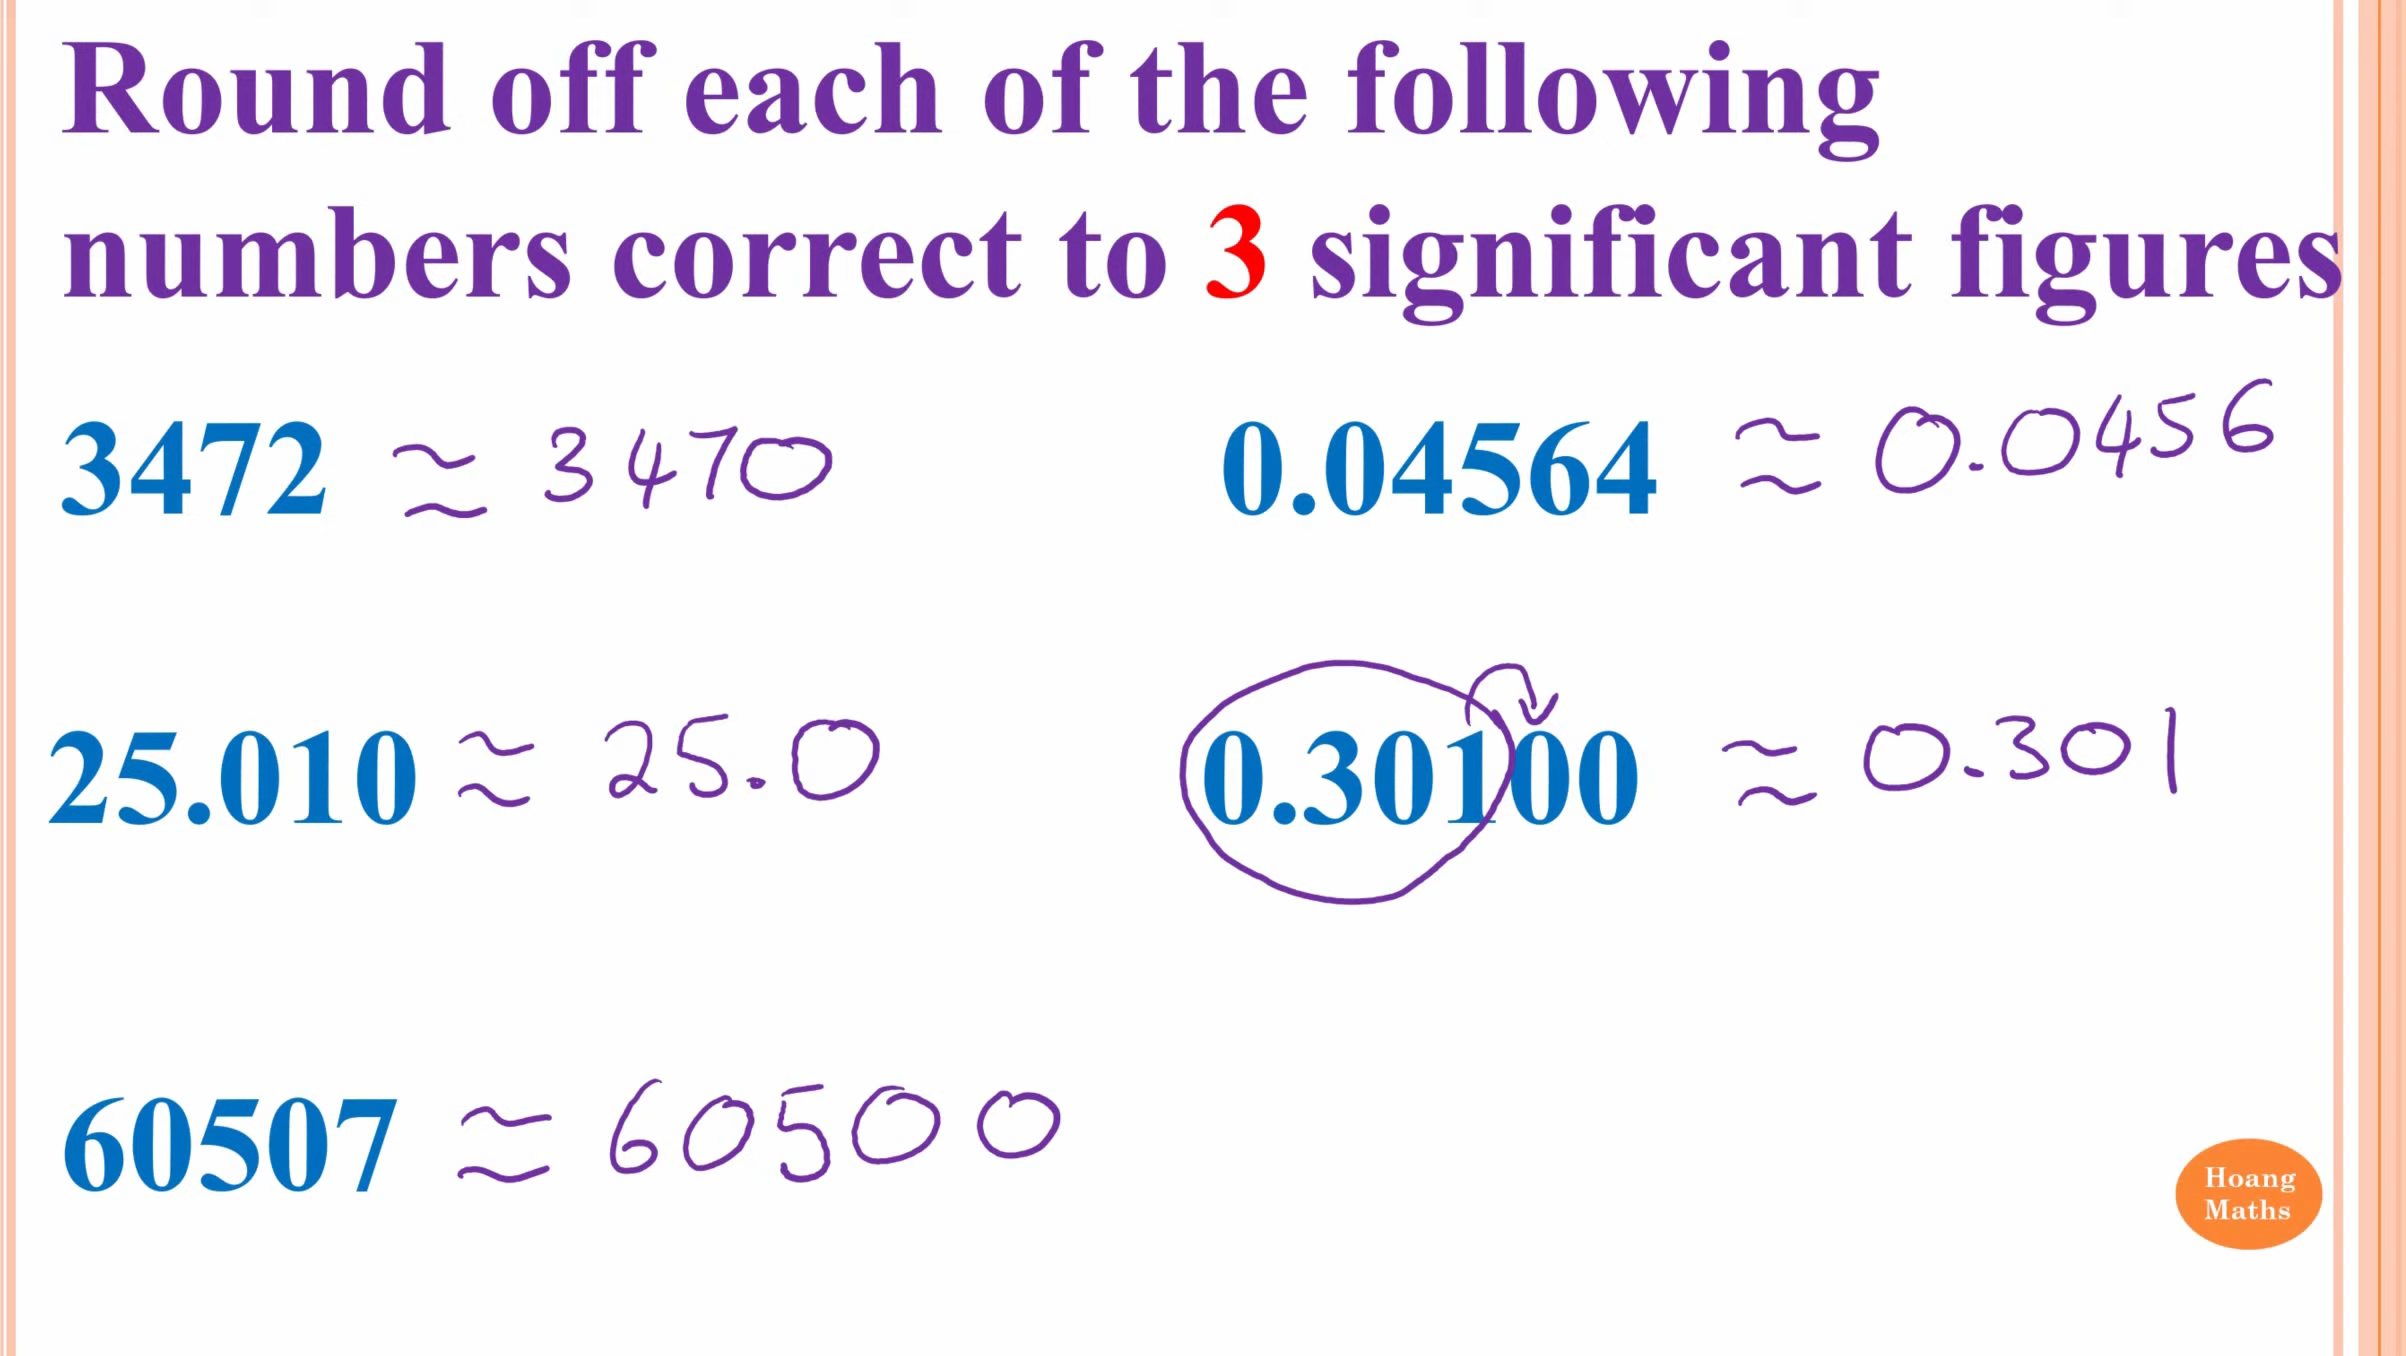 Round off each of the following
numbers correct to 3 significant figures
3472 ≈ 3470
0.04564 ≈ 0.0456
25.010 ≈ 25.0
0.30100 ≈ 0.301
60507 ≈ 60500
Hoang
Maths